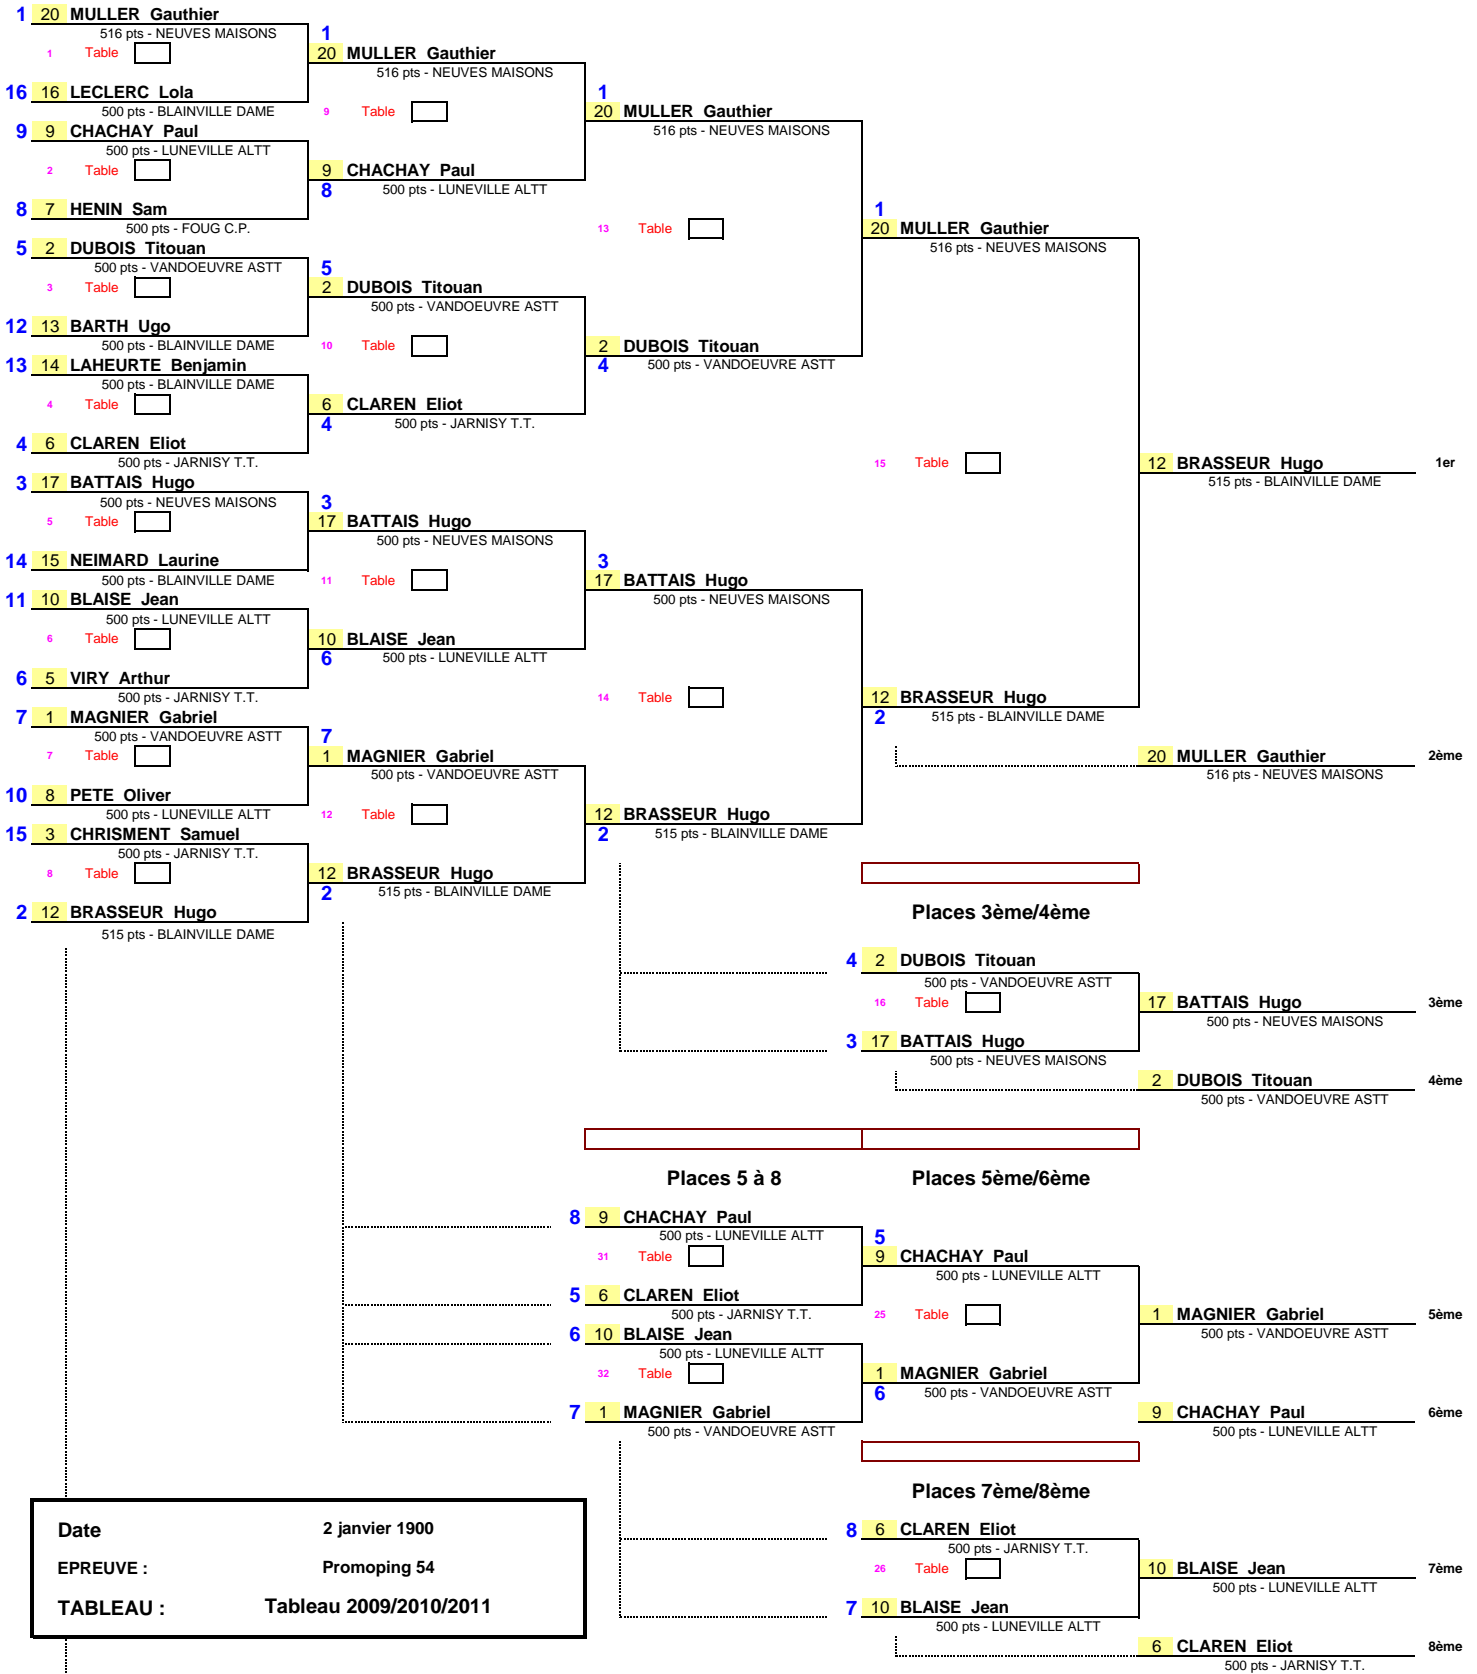 1 20 MULLER Gauthier
516 pts - NEUVES MAISONS
1 Table
16 16 LECLERC Lola
500 pts - BLAINVILLE DAME
9 9 CHACHAY Paul
500 pts - LUNEVILLE ALTT
2 Table
8 7 HENIN Sam
500 pts - FOUG C.P.
5 2 DUBOIS Titouan
500 pts - VANDOEUVRE ASTT
3 Table
12 13 BARTH Ugo
500 pts - BLAINVILLE DAME
13 14 LAHEURTE Benjamin
500 pts - BLAINVILLE DAME
4 Table
4 6 CLAREN Eliot
500 pts - JARNISY T.T.
3 17 BATTAIS Hugo
500 pts - NEUVES MAISONS
5 Table
14 15 NEIMARD Laurine
500 pts - BLAINVILLE DAME
11 10 BLAISE Jean
500 pts - LUNEVILLE ALTT
6 Table
6 5 VIRY Arthur
500 pts - JARNISY T.T.
7 1 MAGNIER Gabriel
500 pts - VANDOEUVRE ASTT
7 Table
10 8 PETE Oliver
500 pts - LUNEVILLE ALTT
15 3 CHRISMENT Samuel
500 pts - JARNISY T.T.
8 Table
2 12 BRASSEUR Hugo
515 pts - BLAINVILLE DAME
1
20 MULLER Gauthier
516 pts - NEUVES MAISONS
9 Table
9 CHACHAY Paul
8 500 pts - LUNEVILLE ALTT
5
2 DUBOIS Titouan
500 pts - VANDOEUVRE ASTT
10 Table
6 CLAREN Eliot
4 500 pts - JARNISY T.T.
3
17 BATTAIS Hugo
500 pts - NEUVES MAISONS
11 Table
10 BLAISE Jean
6 500 pts - LUNEVILLE ALTT
7
1 MAGNIER Gabriel
500 pts - VANDOEUVRE ASTT
12 Table
12 BRASSEUR Hugo
2 515 pts - BLAINVILLE DAME
1
20 MULLER Gauthier
516 pts - NEUVES MAISONS
13 Table
2 DUBOIS Titouan
4 500 pts - VANDOEUVRE ASTT
3
17 BATTAIS Hugo
500 pts - NEUVES MAISONS
14 Table
12 BRASSEUR Hugo
2 515 pts - BLAINVILLE DAME
1
20 MULLER Gauthier
516 pts - NEUVES MAISONS
15 Table
12 BRASSEUR Hugo
2 515 pts - BLAINVILLE DAME
12 BRASSEUR Hugo 1er
515 pts - BLAINVILLE DAME
20 MULLER Gauthier 2ème
516 pts - NEUVES MAISONS
Places 3ème/4ème
4 2 DUBOIS Titouan
500 pts - VANDOEUVRE ASTT
16 Table
3 17 BATTAIS Hugo
500 pts - NEUVES MAISONS
17 BATTAIS Hugo 3ème
500 pts - NEUVES MAISONS
2 DUBOIS Titouan 4ème
500 pts - VANDOEUVRE ASTT
Places 5 à 8 Places 5ème/6ème
8 9 CHACHAY Paul
500 pts - LUNEVILLE ALTT
31 Table
5 6 CLAREN Eliot
500 pts - JARNISY T.T.
6 10 BLAISE Jean
500 pts - LUNEVILLE ALTT
32 Table
7 1 MAGNIER Gabriel
500 pts - VANDOEUVRE ASTT
5
9 CHACHAY Paul
500 pts - LUNEVILLE ALTT
25 Table
1 MAGNIER Gabriel
6 500 pts - VANDOEUVRE ASTT
1 MAGNIER Gabriel 5ème
500 pts - VANDOEUVRE ASTT
9 CHACHAY Paul 6ème
500 pts - LUNEVILLE ALTT
Places 7ème/8ème
8 6 CLAREN Eliot
500 pts - JARNISY T.T.
26 Table
7 10 BLAISE Jean
500 pts - LUNEVILLE ALTT
10 BLAISE Jean 7ème
500 pts - LUNEVILLE ALTT
6 CLAREN Eliot 8ème
500 pts - JARNISY T.T.
Date 2 janvier 1900
EPREUVE : Promoping 54
TABLEAU : Tableau 2009/2010/2011